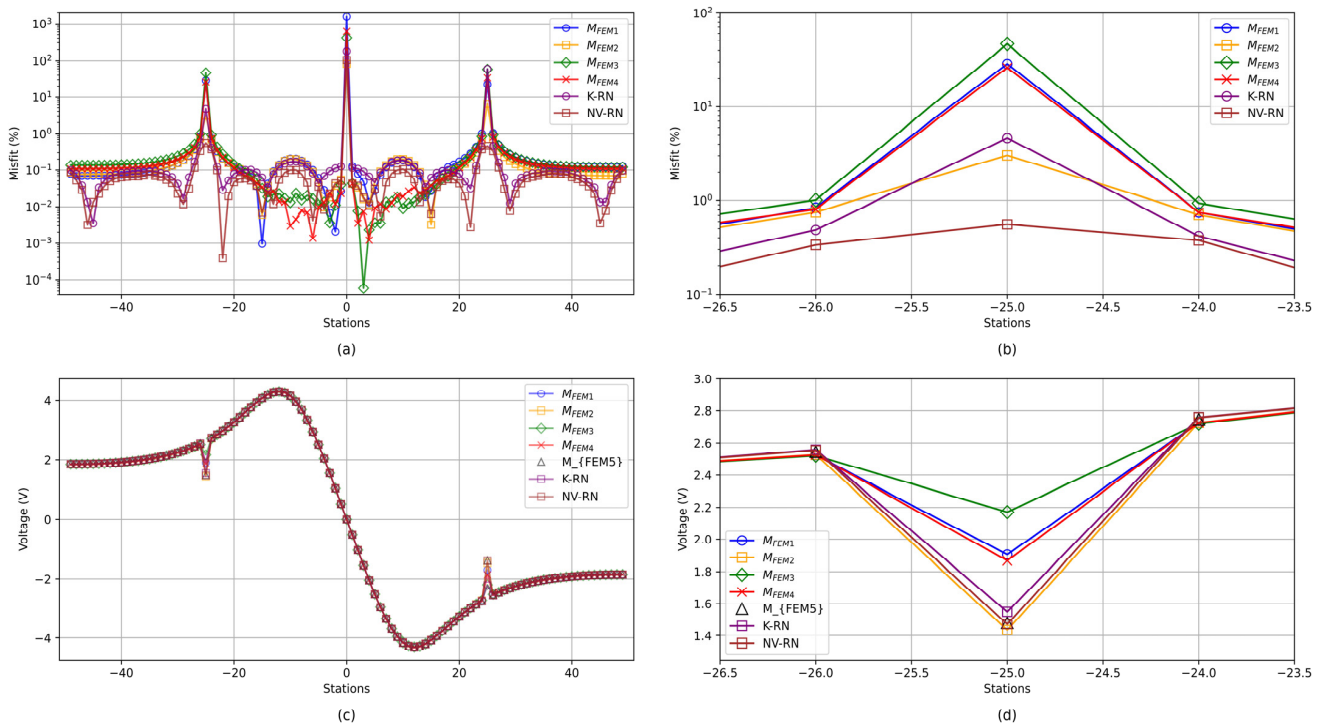 10³
10²
10¹
10⁰
10⁻¹
10⁻²
10⁻³
10⁻⁴
Misfit (%)
−40 −20 0 20 40
Stations
M_FEM1
M_FEM2
M_FEM3
M_FEM4
K-RN
NV-RN
(a)
10²
10¹
10⁰
10⁻¹
Misfit (%)
−26.5 −26.0 −25.5 −25.0 −24.5 −24.0 −23.5
Stations
M_FEM1
M_FEM2
M_FEM3
M_FEM4
K-RN
NV-RN
(b)
4
2
0
−2
−4
Voltage (V)
−40 −20 0 20 40
Stations
M_FEM1
M_FEM2
M_FEM3
M_FEM4
M_{FEM5}
K-RN
NV-RN
(c)
3.0
2.8
2.6
2.4
2.2
2.0
1.8
1.6
1.4
Voltage (V)
−26.5 −26.0 −25.5 −25.0 −24.5 −24.0 −23.5
Stations
M_FEM1
M_FEM2
M_FEM3
M_FEM4
M_{FEM5}
K-RN
NV-RN
(d)